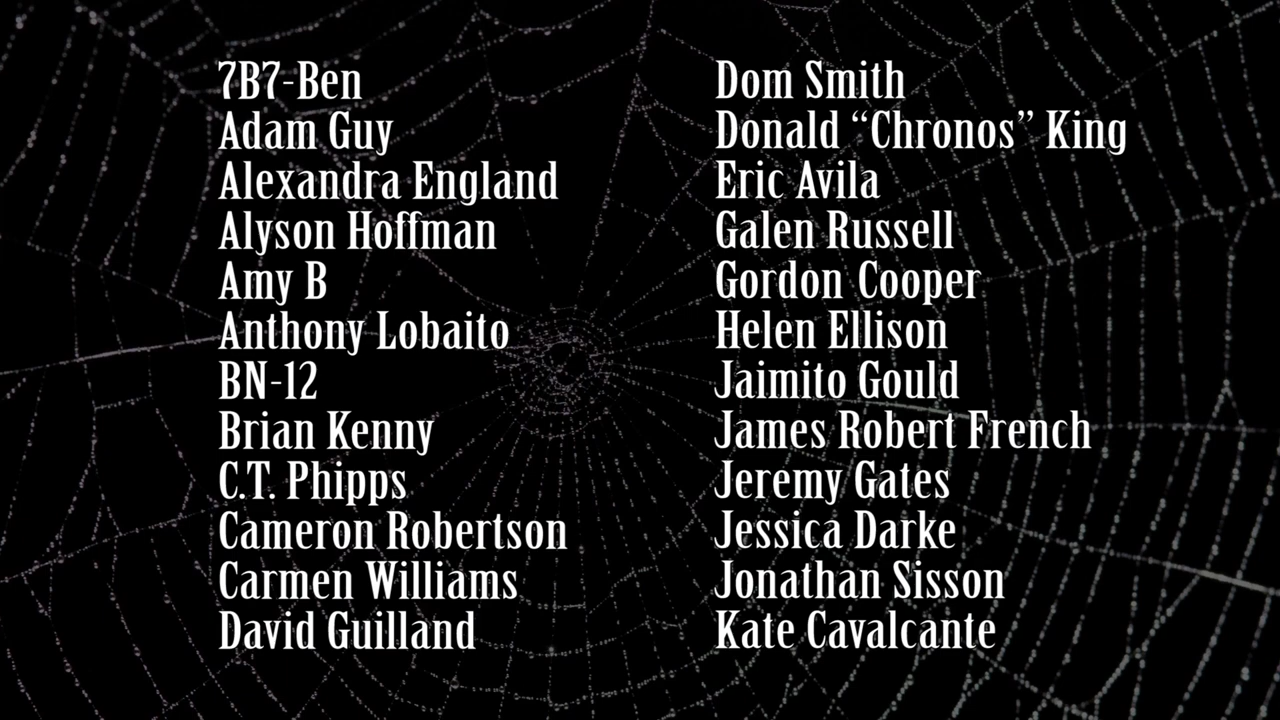 7B7-Ben
Adam Guy
Alexandra England
Alyson Hoffman
Amy B
Anthony Lobaito
BN-12
Brian Kenny
C.T. Phipps
Cameron Robertson
Carmen Williams
David Guilland
Dom Smith
Donald “Chronos” King
Eric Avila
Galen Russell
Gordon Cooper
Helen Ellison
Jaimito Gould
James Robert French
Jeremy Gates
Jessica Darke
Jonathan Sisson
Kate Cavalcante